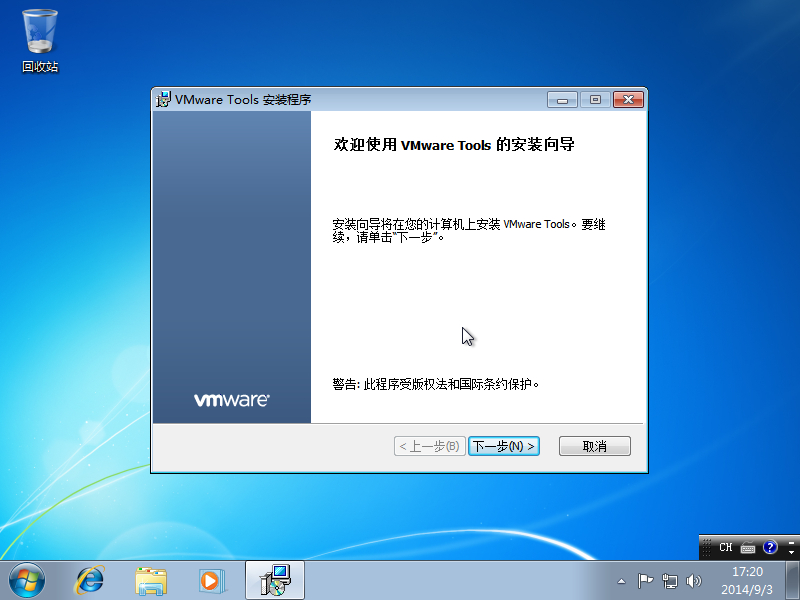 回收站
VMware Tools 安装程序
欢迎使用 VMware Tools 的安装向导
安装向导将在您的计算机上安装 VMware Tools。要继
续，请单击“下一步”。
警告: 此程序受版权法和国际条约保护。
vmware®
< 上一步(B)
下一步(N) >
取消
CH
?
17:20
2014/9/3